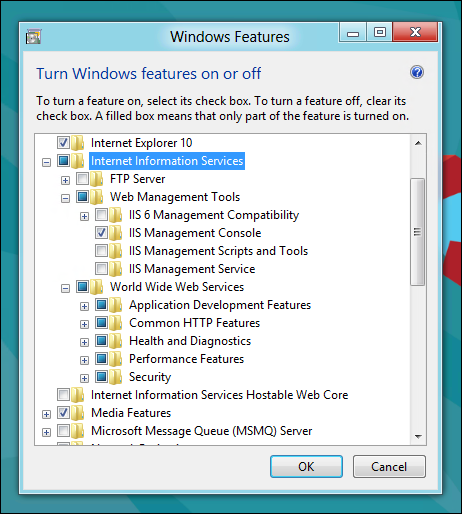 Windows Features
Turn Windows features on or off
To turn a feature on, select its check box. To turn a feature off, clear its
check box. A filled box means that only part of the feature is turned on.
Internet Explorer 10
Internet Information Services
FTP Server
Web Management Tools
IIS 6 Management Compatibility
IIS Management Console
IIS Management Scripts and Tools
IIS Management Service
World Wide Web Services
Application Development Features
Common HTTP Features
Health and Diagnostics
Performance Features
Security
Internet Information Services Hostable Web Core
Media Features
Microsoft Message Queue (MSMQ) Server
OK
Cancel